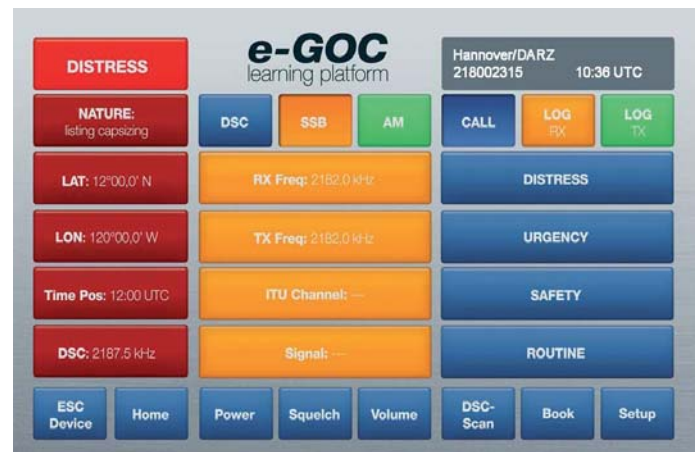 DISTRESS
e-GOC
learning platform
Hannover/DARZ
218002315 10:36 UTC
NATURE:
listing capsizing
DSC
SSB
AM
CALL
LOG
RX
LOG
TX
LAT: 12°00,0' N
RX Freq: 2182.0 kHz
DISTRESS
LON: 120°00,0' W
TX Freq: 2182.0 kHz
URGENCY
Time Pos: 12:00 UTC
ITU Channel: ---
SAFETY
DSC: 2187.5 kHz
Signal: ---
ROUTINE
ESC
Device
Home
Power
Squelch
Volume
DSC-
Scan
Book
Setup